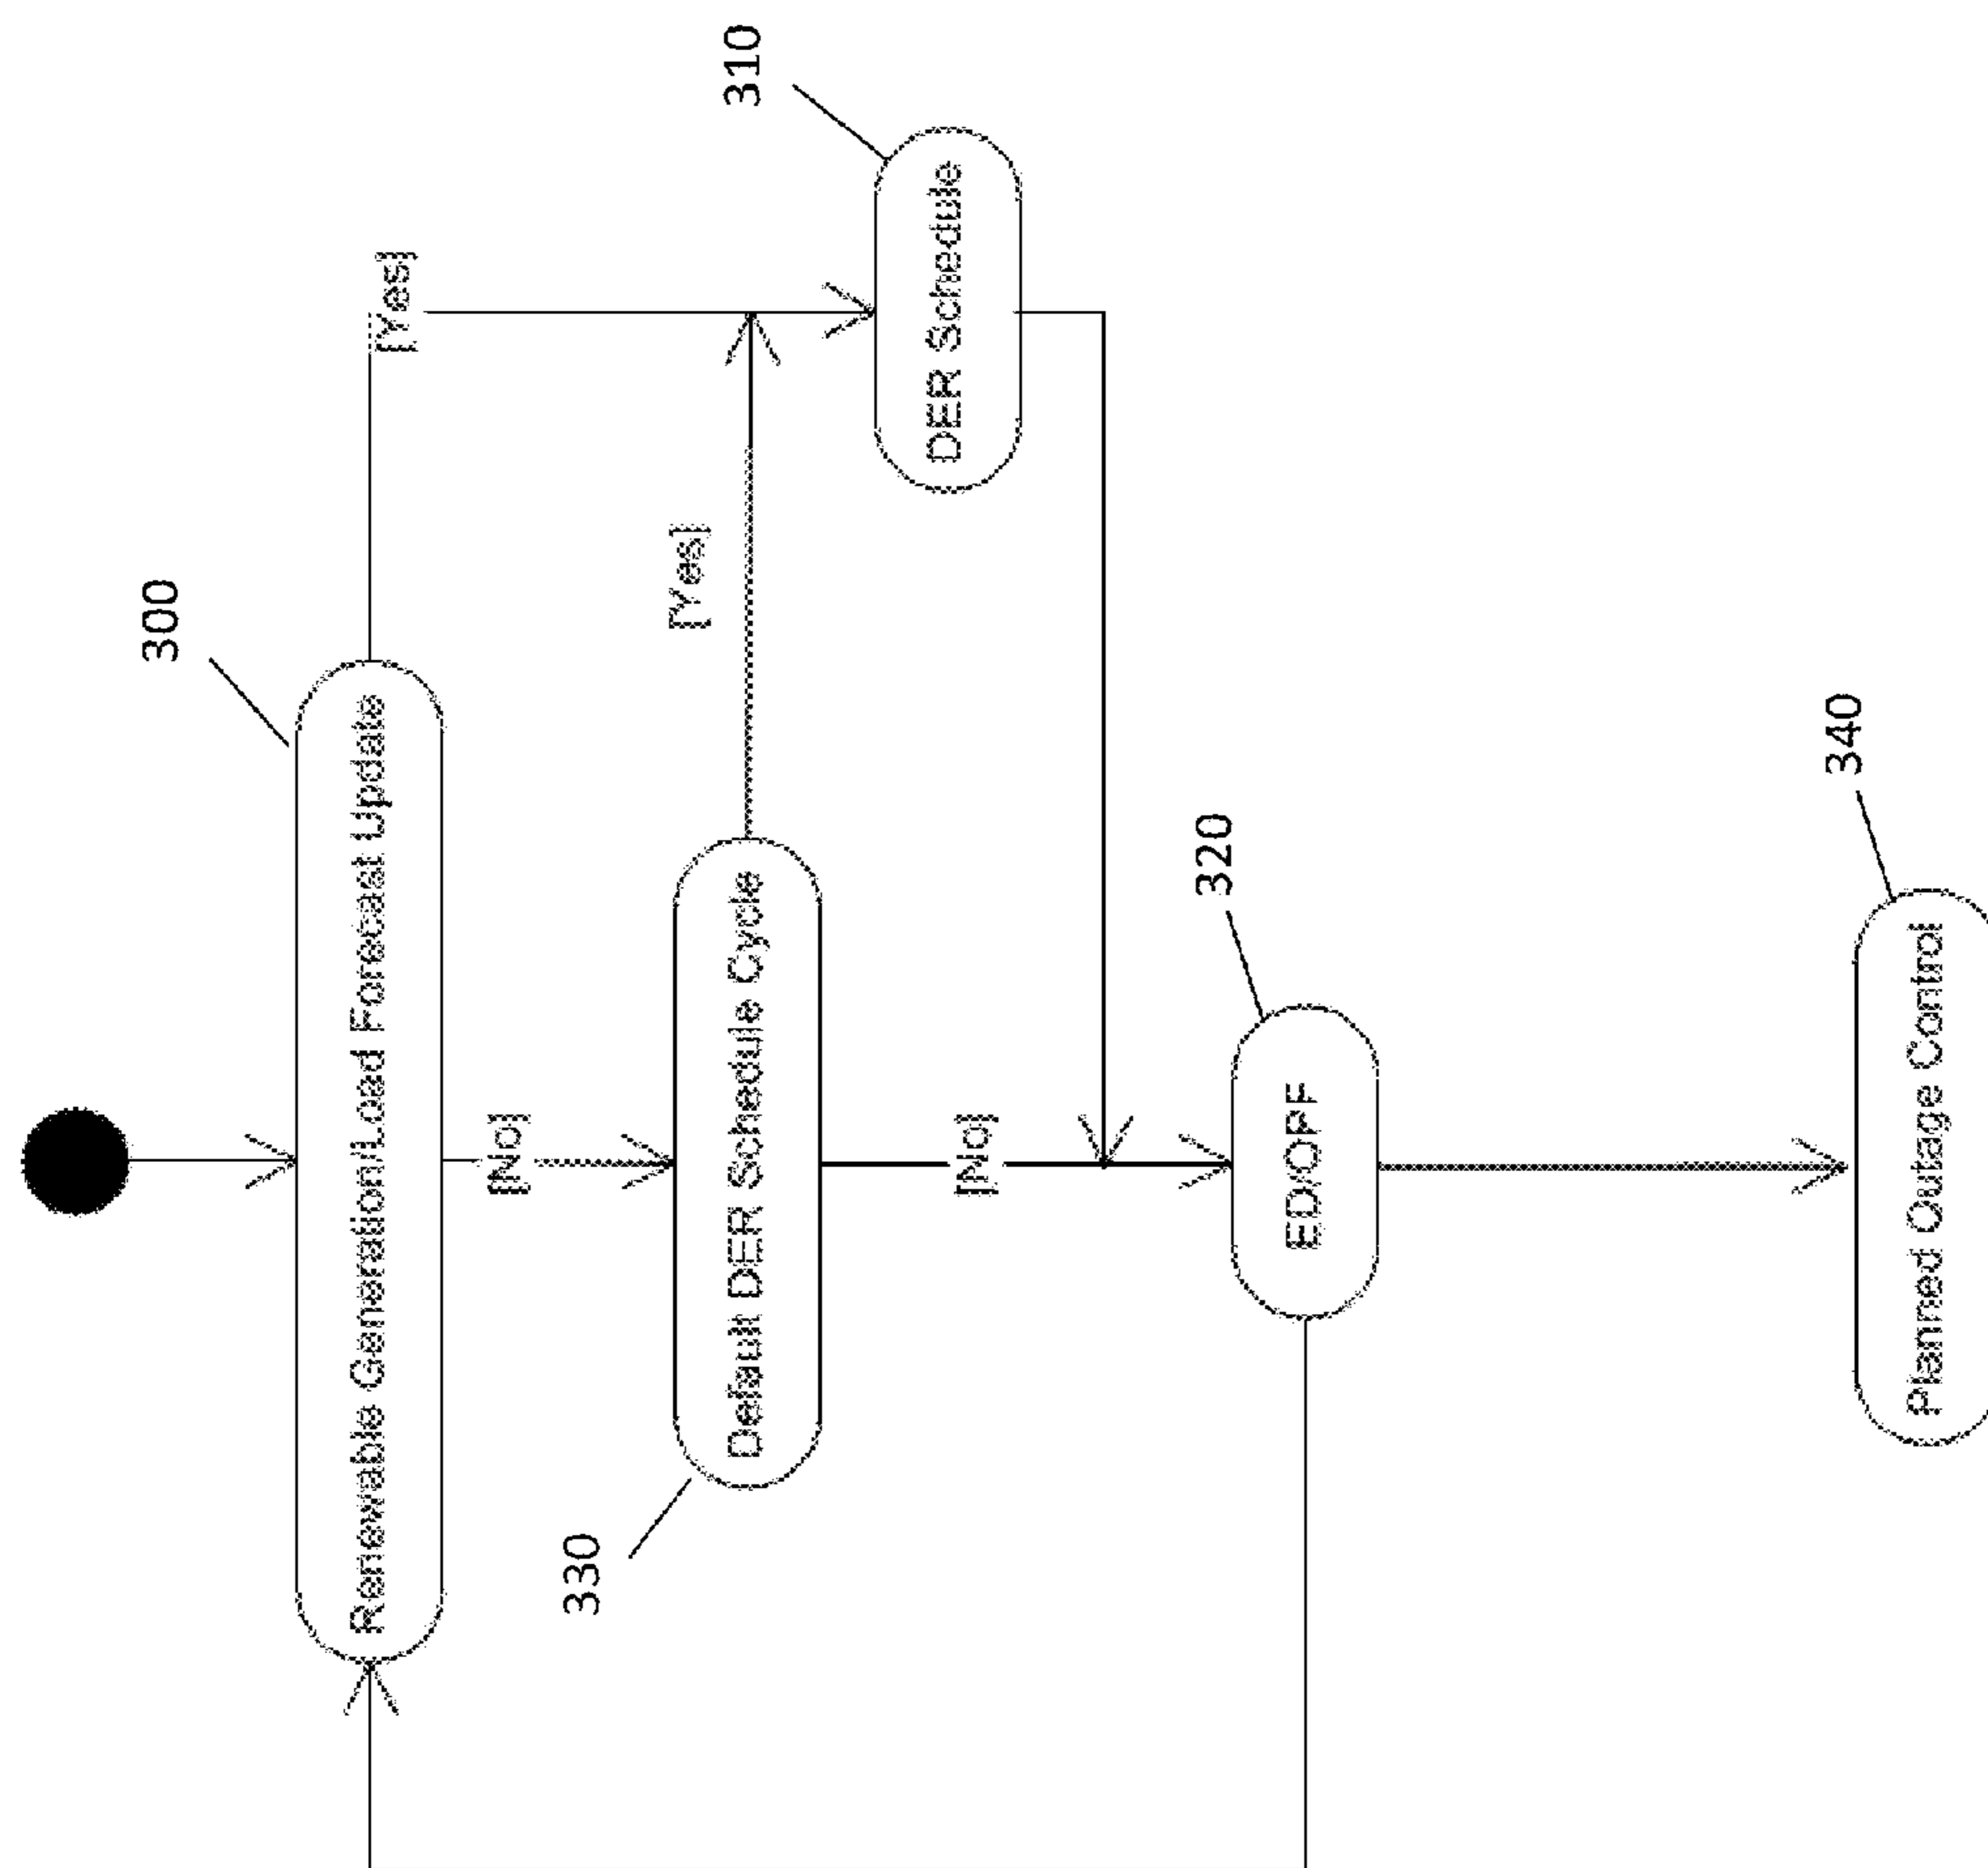 300
Renewable Generation/Load Forecast Update
[Yes]
[No]
330
Default DER Schedule Cycle
[Yes]
310
DER Schedule
[No]
320
ED/OPF
340
Planned Outage Control